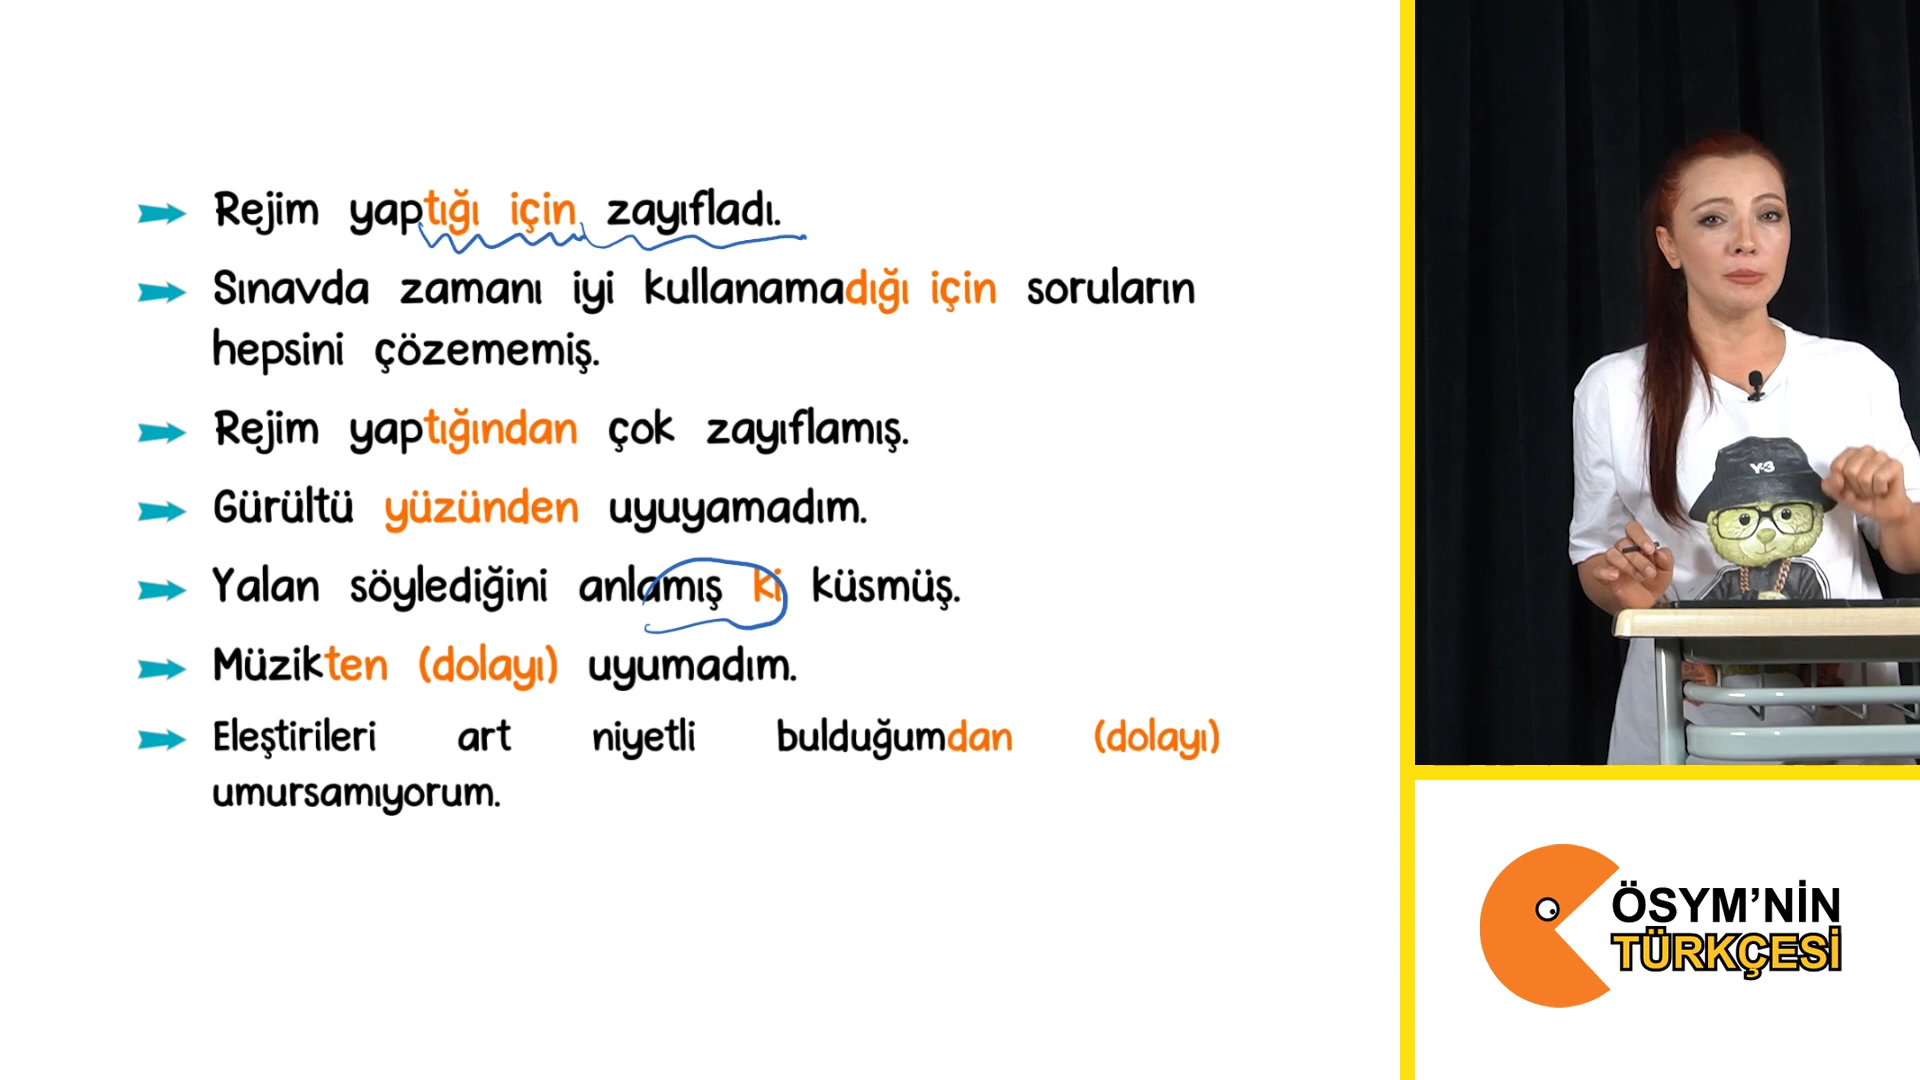 Rejim yaptığı için zayıfladı.
Sınavda zamanı iyi kullanamadığı için soruların
hepsini çözememiş.
Rejim yaptığından çok zayıflamış.
Gürültü yüzünden uyuyamadım.
Yalan söylediğini anlamış ki küsmüş.
Müzikten (dolayı) uyumadım.
Eleştirileri art niyetli bulduğumdan (dolayı)
umursamıyorum.
Y-3
ÖSYM'NİN
TÜRKÇESİ